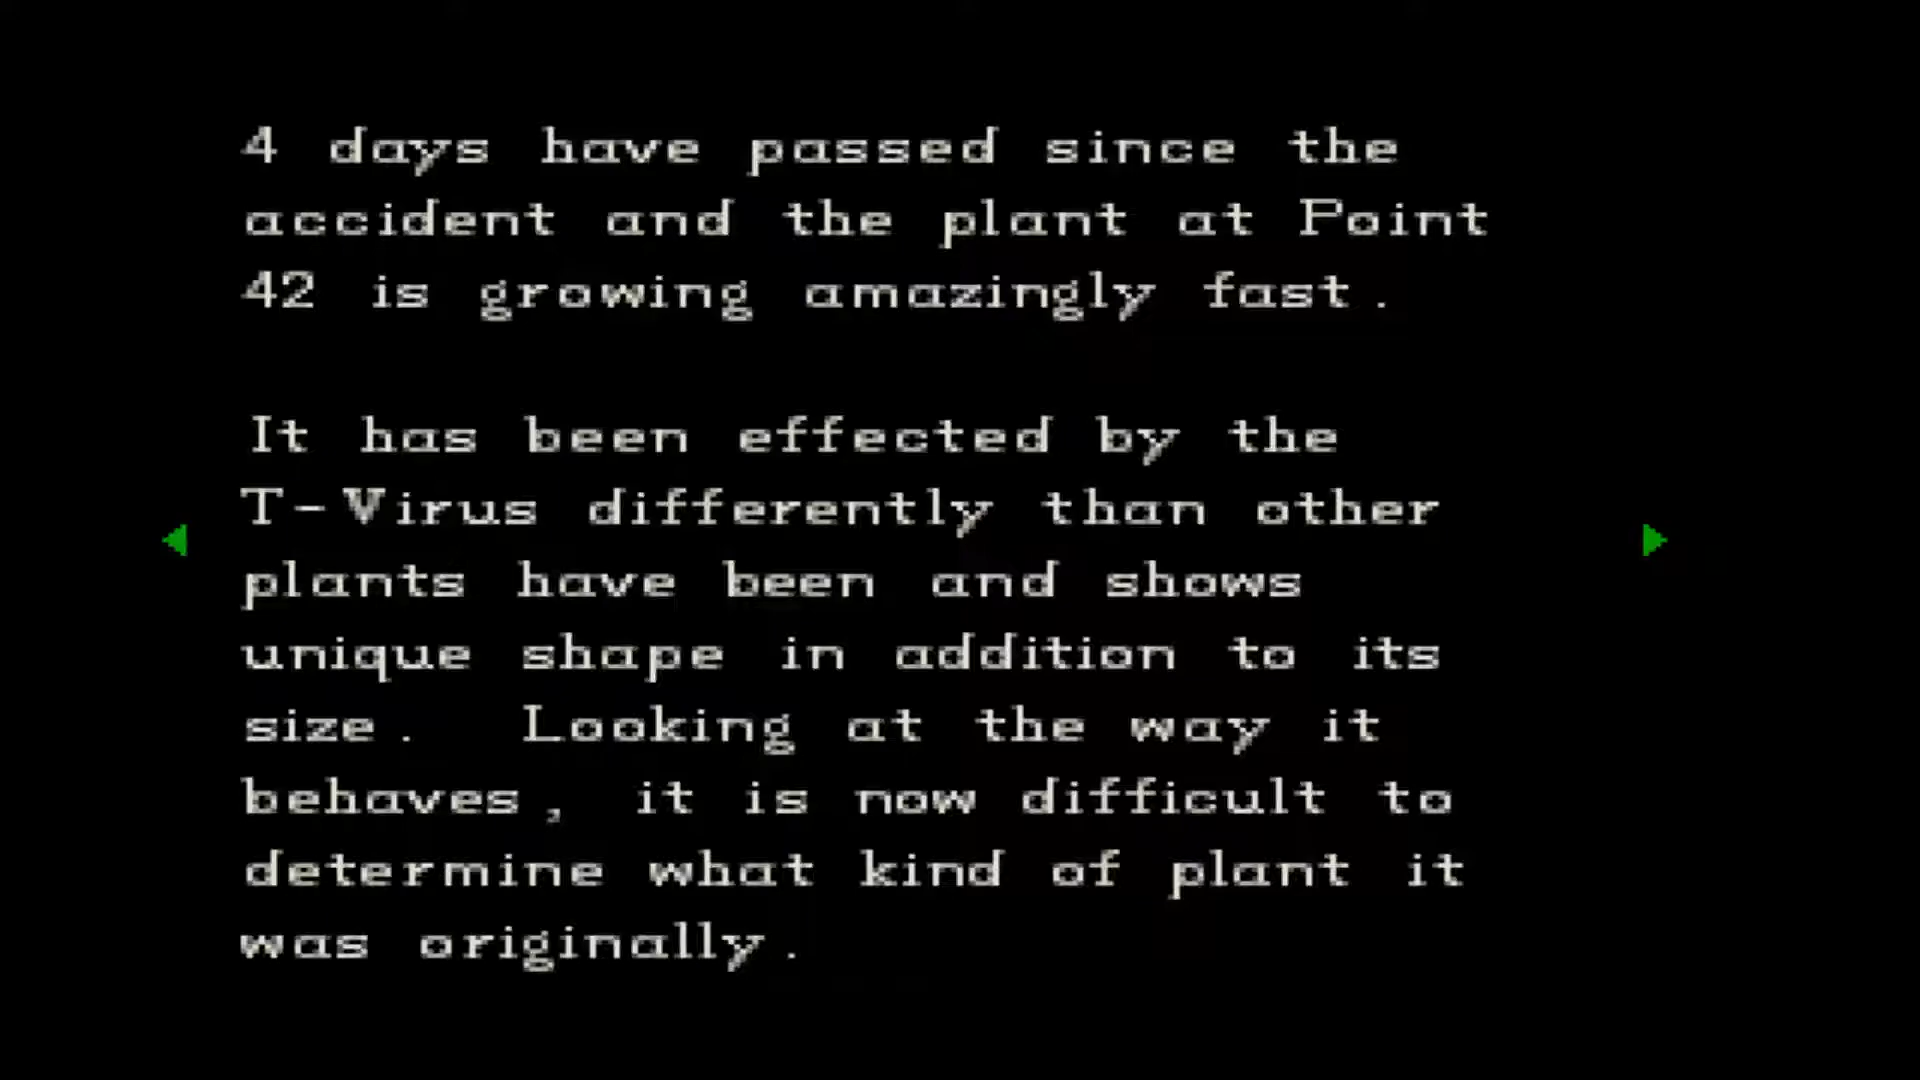 4 days have passed since the
accident and the plant at Point
42 is growing amazingly fast.
It has been effected by the
T-Virus differently than other
plants have been and shows
unique shape in addition to its
size.  Looking at the way it
behaves, it is now difficult to
determine what kind of plant it
was originally.